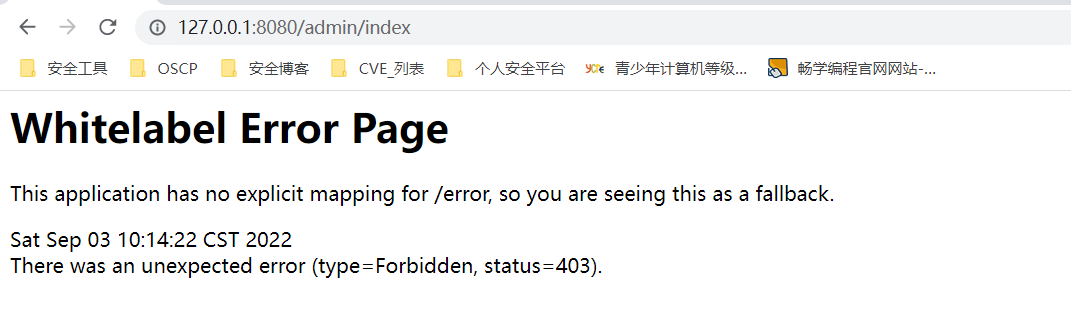 127.0.0.1:8080/admin/index
安全工具 OSCP 安全博客 CVE_列表 个人安全平台 ycre 青少年计算机等级... 畅学编程官网网站-...
Whitelabel Error Page
This application has no explicit mapping for /error, so you are seeing this as a fallback.
Sat Sep 03 10:14:22 CST 2022
There was an unexpected error (type=Forbidden, status=403).